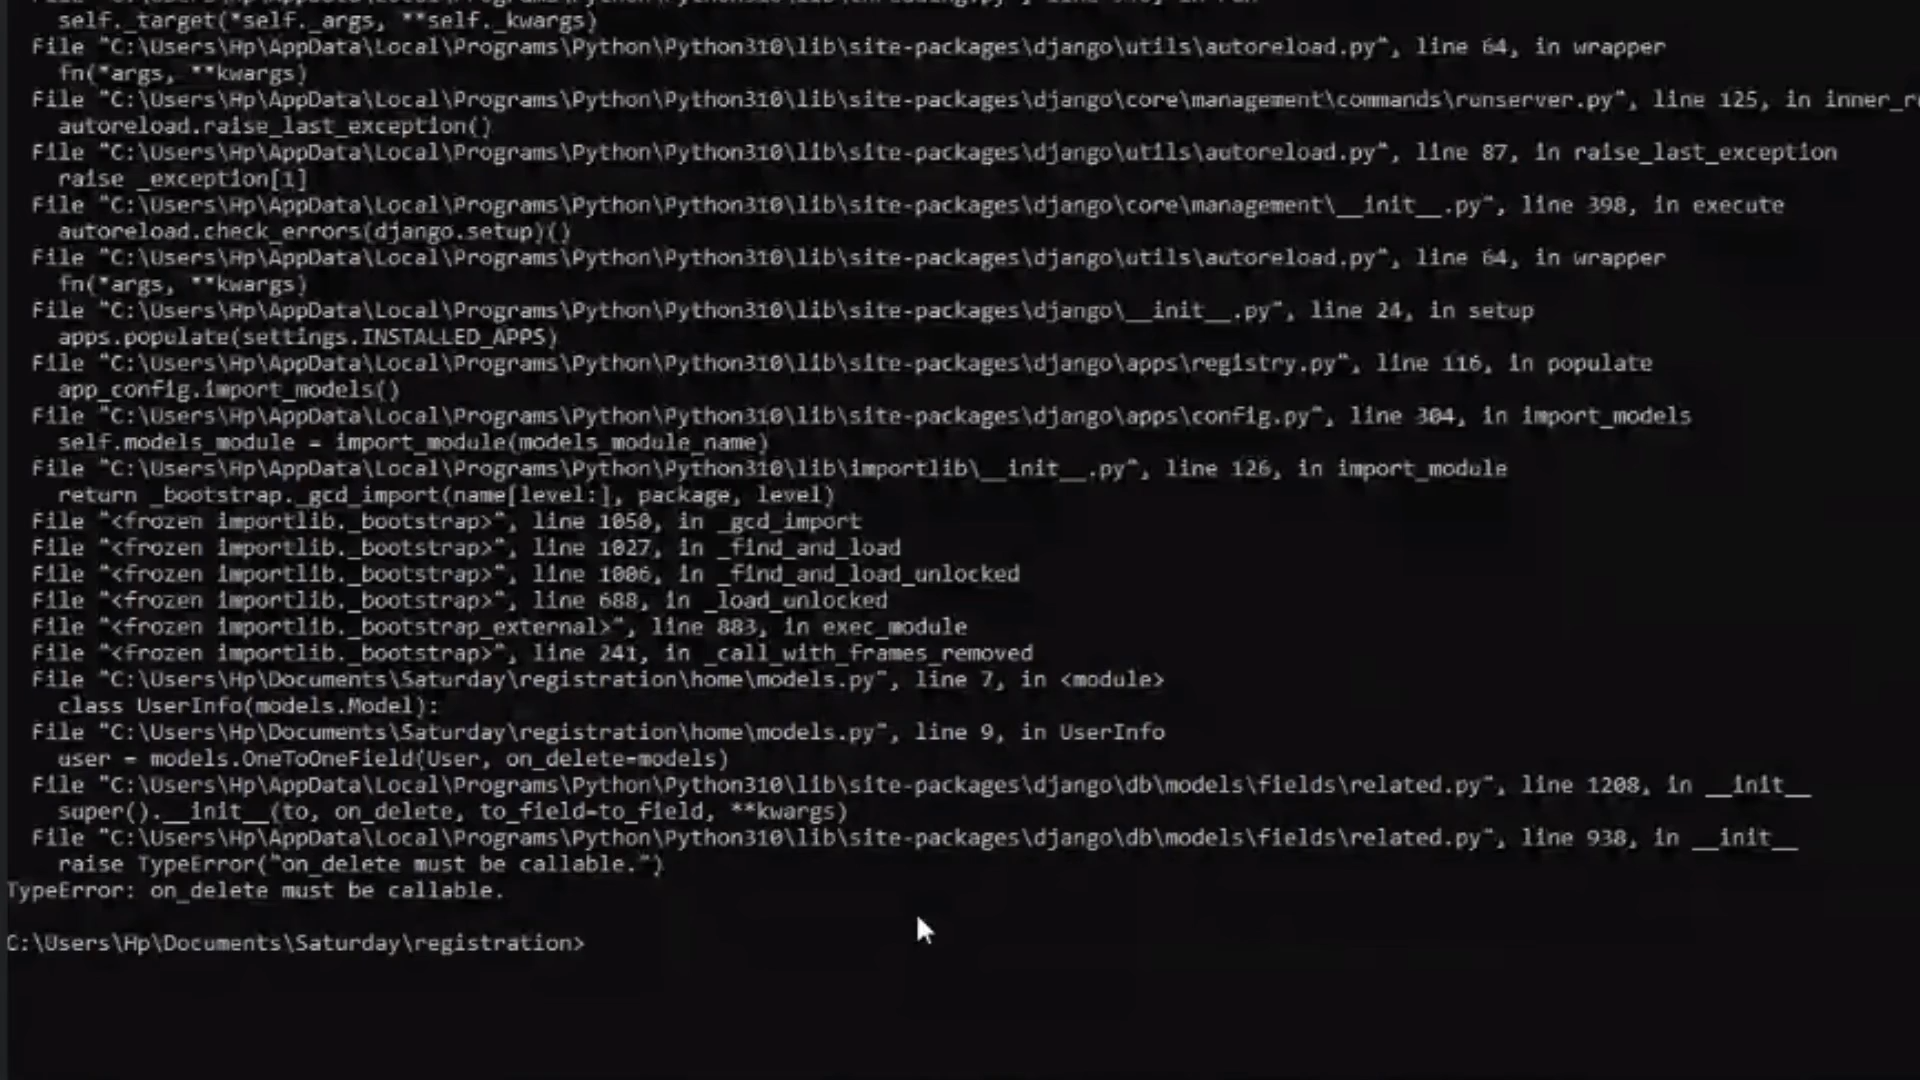 self._target(*self._args, **self._kwargs)
File "C:\Users\Hp\AppData\Local\Programs\Python\Python310\lib\site-packages\django\utils\autoreload.py", line 64, in wrapper
fn(*args, **kwargs)
File "C:\Users\Hp\AppData\Local\Programs\Python\Python310\lib\site-packages\django\core\management\commands\runserver.py", line 125, in inner_r
autoreload.raise_last_exception()
File "C:\Users\Hp\AppData\Local\Programs\Python\Python310\lib\site-packages\django\utils\autoreload.py", line 87, in raise_last_exception
raise _exception[1]
File "C:\Users\Hp\AppData\Local\Programs\Python\Python310\lib\site-packages\django\core\management\__init__.py", line 398, in execute
autoreload.check_errors(django.setup)()
File "C:\Users\Hp\AppData\Local\Programs\Python\Python310\lib\site-packages\django\utils\autoreload.py", line 64, in wrapper
fn(*args, **kwargs)
File "C:\Users\Hp\AppData\Local\Programs\Python\Python310\lib\site-packages\django\__init__.py", line 24, in setup
apps.populate(settings.INSTALLED_APPS)
File "C:\Users\Hp\AppData\Local\Programs\Python\Python310\lib\site-packages\django\apps\registry.py", line 116, in populate
app_config.import_models()
File "C:\Users\Hp\AppData\Local\Programs\Python\Python310\lib\site-packages\django\apps\config.py", line 304, in import_models
self.models_module = import_module(models_module_name)
File "C:\Users\Hp\AppData\Local\Programs\Python\Python310\lib\importlib\__init__.py", line 126, in import_module
return _bootstrap._gcd_import(name[level:], package, level)
File "<frozen importlib._bootstrap>", line 1050, in _gcd_import
File "<frozen importlib._bootstrap>", line 1027, in _find_and_load
File "<frozen importlib._bootstrap>", line 1006, in _find_and_load_unlocked
File "<frozen importlib._bootstrap>", line 688, in _load_unlocked
File "<frozen importlib._bootstrap_external>", line 883, in exec_module
File "<frozen importlib._bootstrap>", line 241, in _call_with_frames_removed
File "C:\Users\Hp\Documents\Saturday\registration\home\models.py", line 7, in <module>
class UserInfo(models.Model):
File "C:\Users\Hp\Documents\Saturday\registration\home\models.py", line 9, in UserInfo
user = models.OneToOneField(User, on_delete=models)
File "C:\Users\Hp\AppData\Local\Programs\Python\Python310\lib\site-packages\django\db\models\fields\related.py", line 1208, in __init__
super().__init__(to, on_delete, to_field=to_field, **kwargs)
File "C:\Users\Hp\AppData\Local\Programs\Python\Python310\lib\site-packages\django\db\models\fields\related.py", line 938, in __init__
raise TypeError("on_delete must be callable.")
TypeError: on_delete must be callable.
C:\Users\Hp\Documents\Saturday\registration>